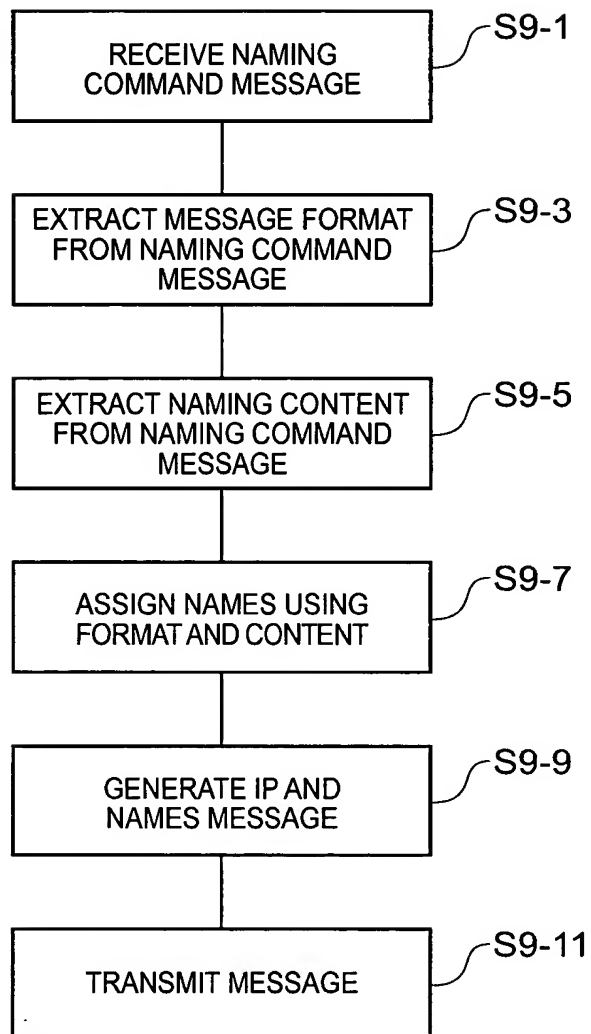 RECEIVE NAMING
COMMAND MESSAGE
S9-1
EXTRACT MESSAGE FORMAT
FROM NAMING COMMAND
MESSAGE
S9-3
EXTRACT NAMING CONTENT
FROM NAMING COMMAND
MESSAGE
S9-5
ASSIGN NAMES USING
FORMAT AND CONTENT
S9-7
GENERATE IP AND
NAMES MESSAGE
S9-9
TRANSMIT MESSAGE
S9-11